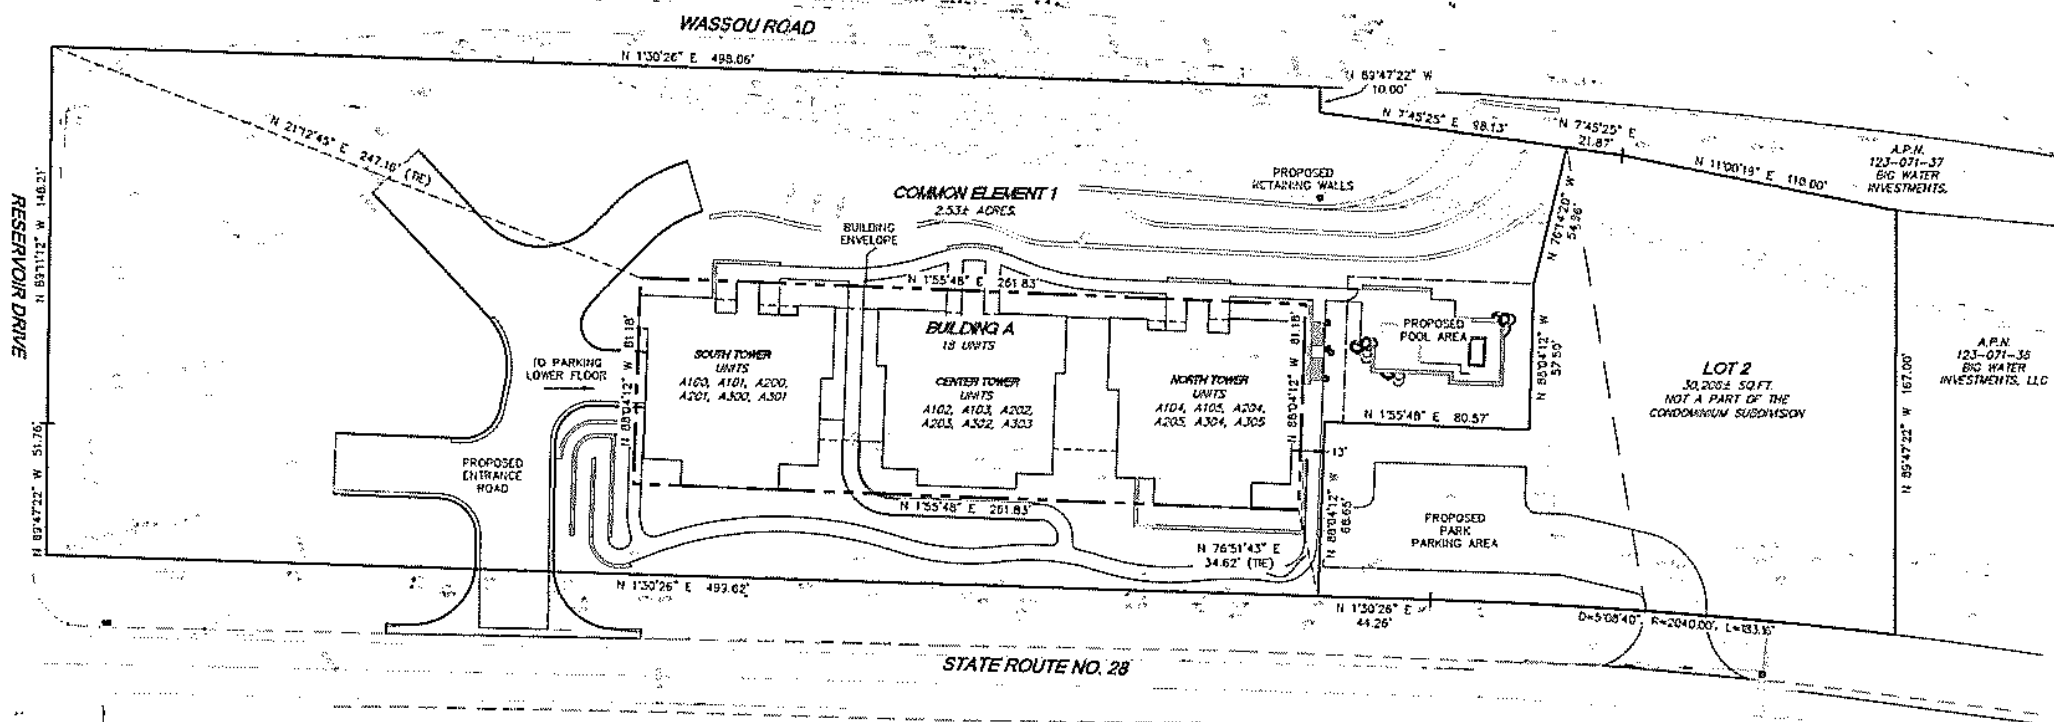 WASSOU ROAD
N 1°30'26" E 498.06'
N 89°47'22" W
10.00'
N 7°45'25" E 98.13'
N 7°45'25" E
21.87'
N 11°00'19" E 110.00'
A.P.N.
123-071-37
BIG WATER
INVESTMENTS,
N 21°12'45" E 247.16' (TIE)
RESERVOIR DRIVE
N 89°11'12" W 146.21'
N 89°47'22" W 51.76'
COMMON ELEMENT 1
2.53± ACRES
PROPOSED
RETAINING WALLS
BUILDING
ENVELOPE
N 76°14'20" W
54.96'
N 1°55'48" E 261.83'
N 88°04'12" W 81.18'
SOUTH TOWER
UNITS
A100, A101, A200,
A201, A300, A301
BUILDING A
18 UNITS
CENTER TOWER
UNITS
A102, A103, A202,
A203, A302, A303
NORTH TOWER
UNITS
A104, A105, A204,
A205, A304, A305
N 88°04'12" W 81.18'
PROPOSED
POOL AREA
N 88°04'12" W
57.50'
N 1°55'48" E 80.57'
LOT 2
30,206± SQ.FT.
NOT A PART OF THE
CONDOMINIUM SUBDIVISION
N 89°47'22" W 167.00'
A.P.N.
123-071-38
BIG WATER
INVESTMENTS, LLC
TO PARKING
LOWER FLOOR
PROPOSED
ENTRANCE
ROAD
13'
N 88°04'12" W
68.65'
PROPOSED
PARK
PARKING AREA
N 1°55'48" E 261.83'
N 76°51'43" E
34.62' (TIE)
N 1°30'26" E 499.62'
N 1°30'26" E
44.26'
D=5°08'40", R=2040.00', L=183.16'
STATE ROUTE NO. 28